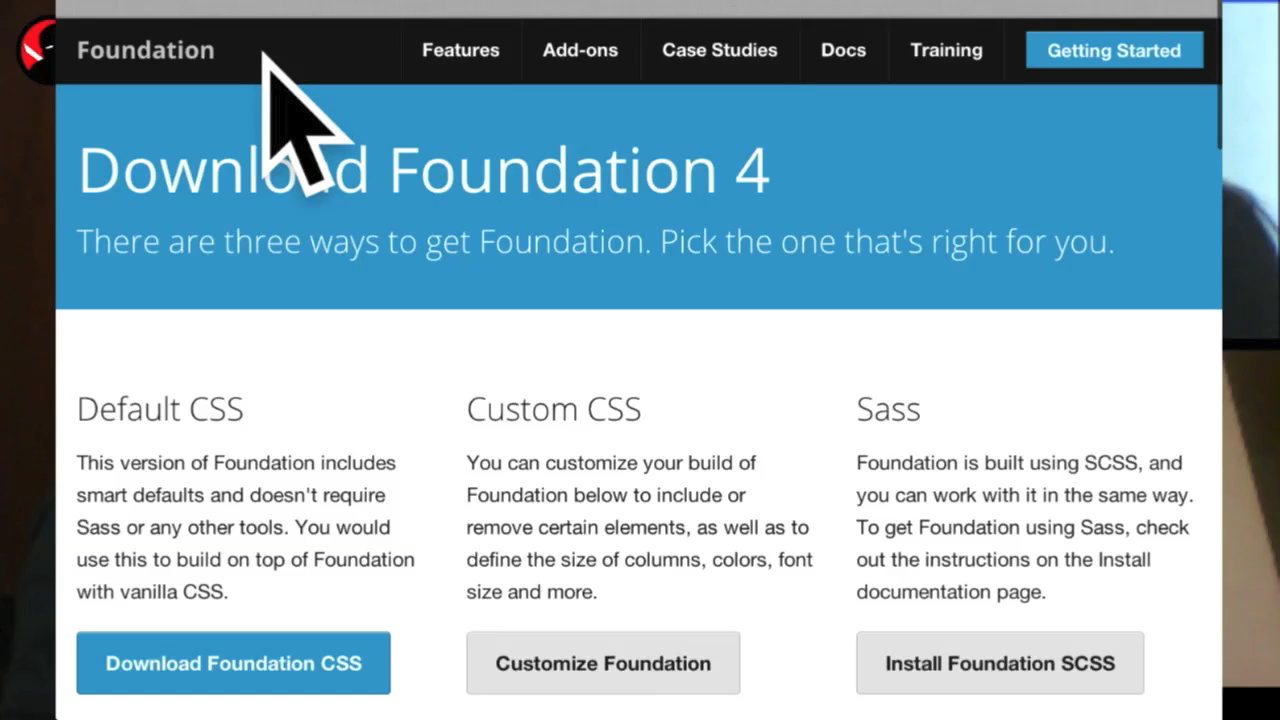 Foundation
Features
Add-ons
Case Studies
Docs
Training
Getting Started
Download Foundation 4
There are three ways to get Foundation. Pick the one that's right for you.
Default CSS
This version of Foundation includes
smart defaults and doesn't require
Sass or any other tools. You would
use this to build on top of Foundation
with vanilla CSS.
Download Foundation CSS
Custom CSS
You can customize your build of
Foundation below to include or
remove certain elements, as well as to
define the size of columns, colors, font
size and more.
Customize Foundation
Sass
Foundation is built using SCSS, and
you can work with it in the same way.
To get Foundation using Sass, check
out the instructions on the Install
documentation page.
Install Foundation SCSS